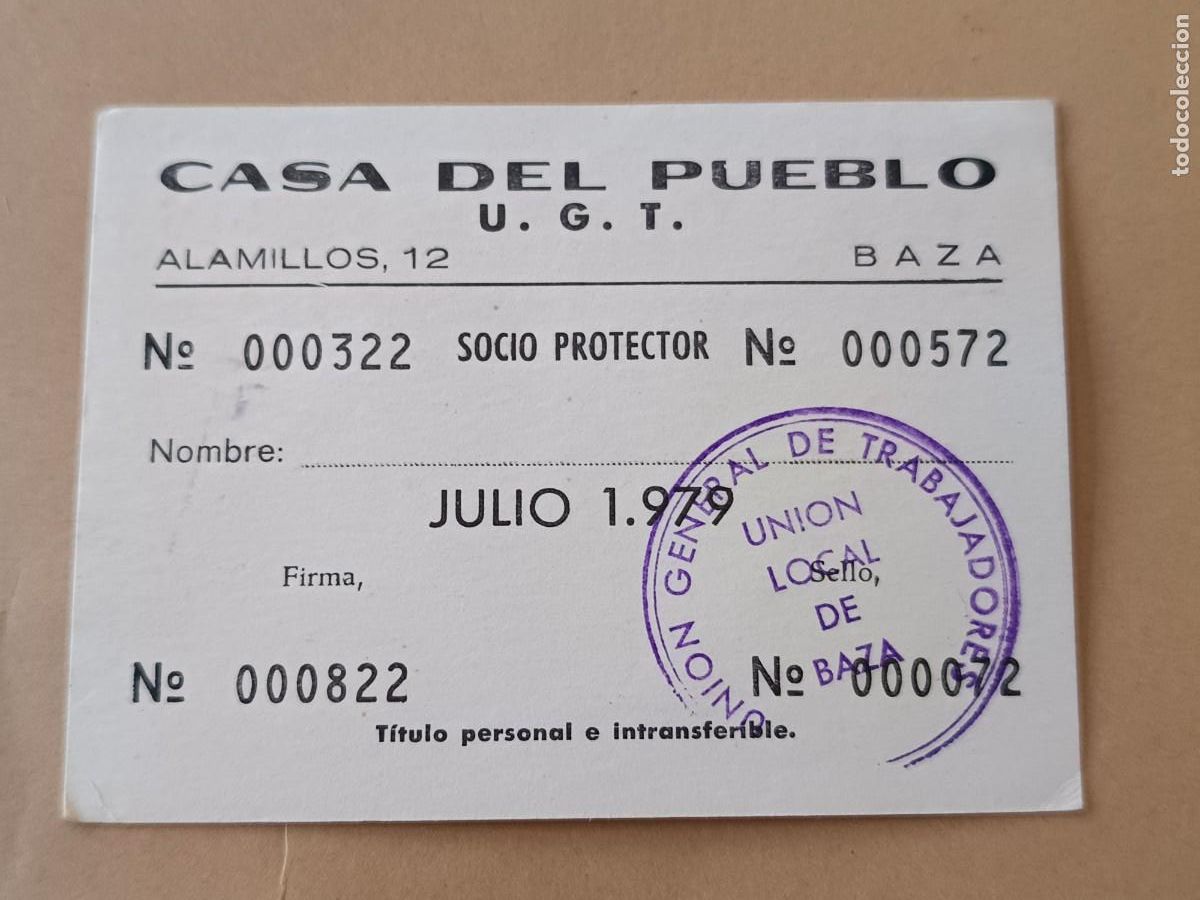 CASA DEL PUEBLO
U. G. T.
ALAMILLOS, 12 BAZA
Nº 000322 SOCIO PROTECTOR Nº 000572
Nombre:
JULIO 1.979
Firma, Sello,
Nº 000822 Nº 000072
Título personal e intransferible.
UNION GENERAL DE TRABAJADORES
UNION
LOCAL
DE
BAZA
todocoleccion